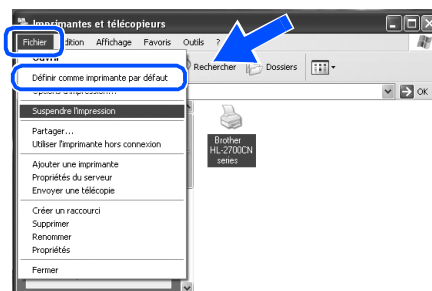 Imprimantes et télécopieurs
Fichier Edition Affichage Favoris Outils ?
Ouvrir
Rechercher Dossiers
Définir comme imprimante par défaut
Options d'impression...
OK
Suspendre l'impression
Partager...
Utiliser l'imprimante hors connexion
Ajouter une imprimante
Propriétés du serveur
Envoyer une télécopie
Créer un raccourci
Supprimer
Renommer
Propriétés
Fermer
Brother
HL-2700CN
series